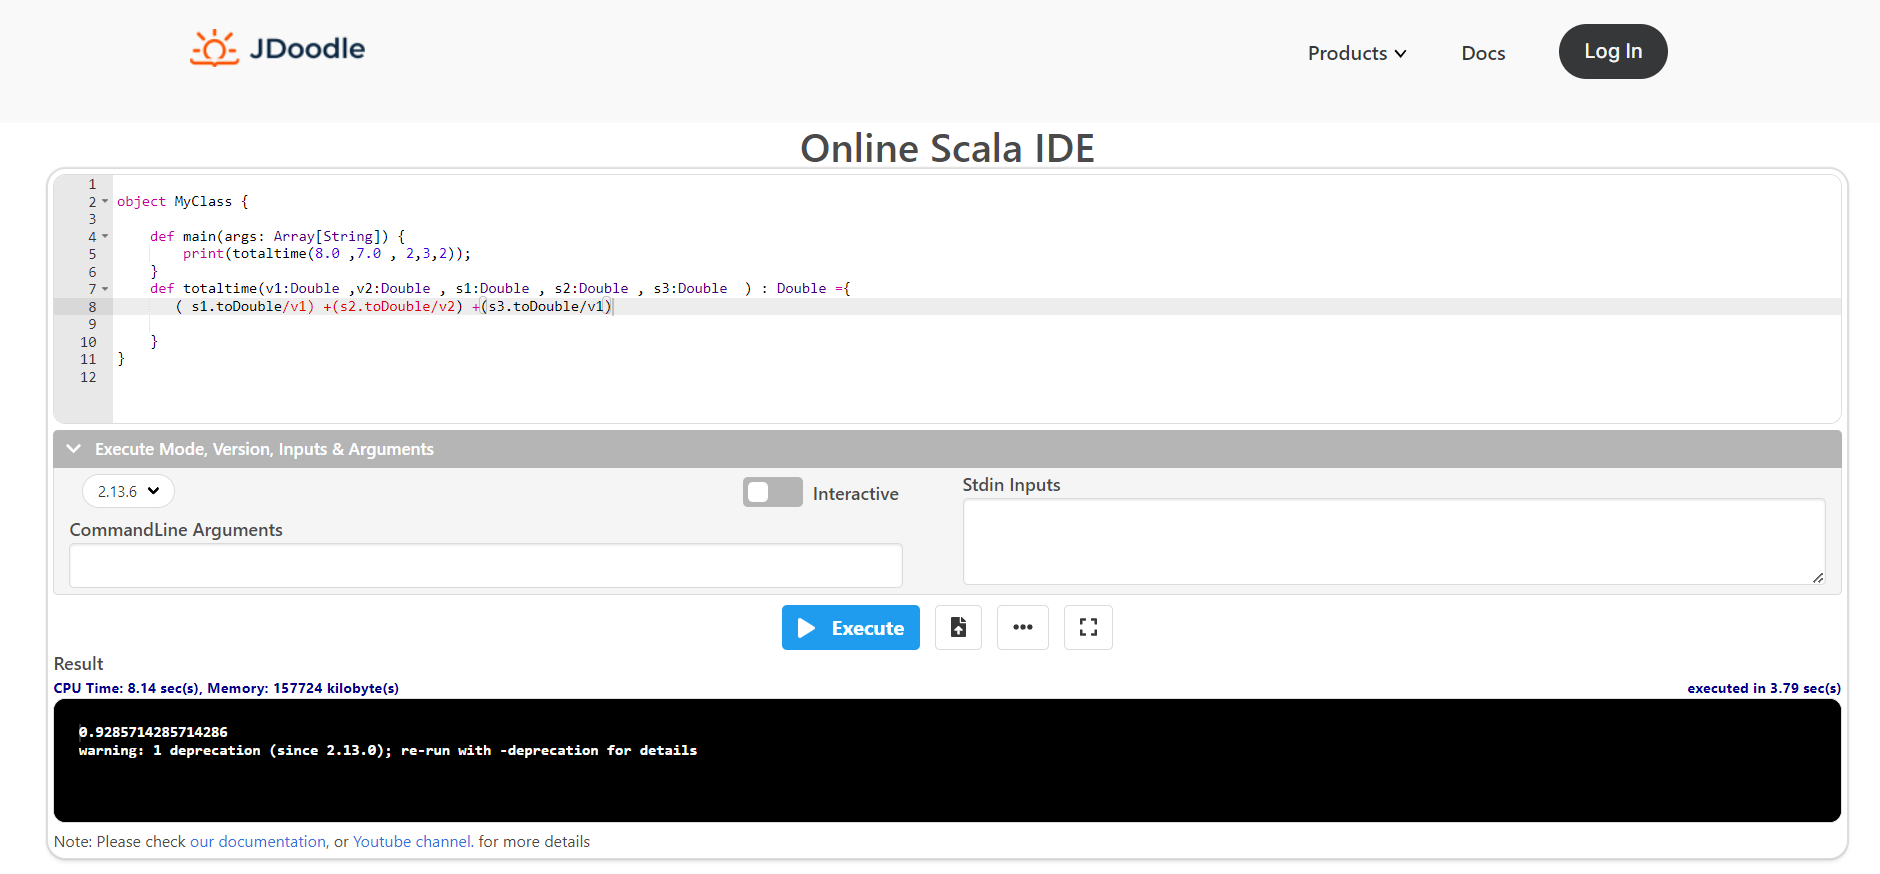 JDoodle
Products
Docs
Log In
Online Scala IDE
1
2 object MyClass {
3
4 def main(args: Array[String]) {
5 print(totaltime(8.0 ,7.0 , 2,3,2));
6 }
7 def totaltime(v1:Double ,v2:Double , s1:Double , s2:Double , s3:Double  ) : Double ={
8 ( s1.toDouble/v1) +(s2.toDouble/v2) +(s3.toDouble/v1)
9
10 }
11 }
12
Execute Mode, Version, Inputs & Arguments
2.13.6
Interactive
Stdin Inputs
CommandLine Arguments
Execute
Result
CPU Time: 8.14 sec(s), Memory: 157724 kilobyte(s)
executed in 3.79 sec(s)
0.9285714285714286
warning: 1 deprecation (since 2.13.0); re-run with -deprecation for details
Note: Please check our documentation, or Youtube channel. for more details